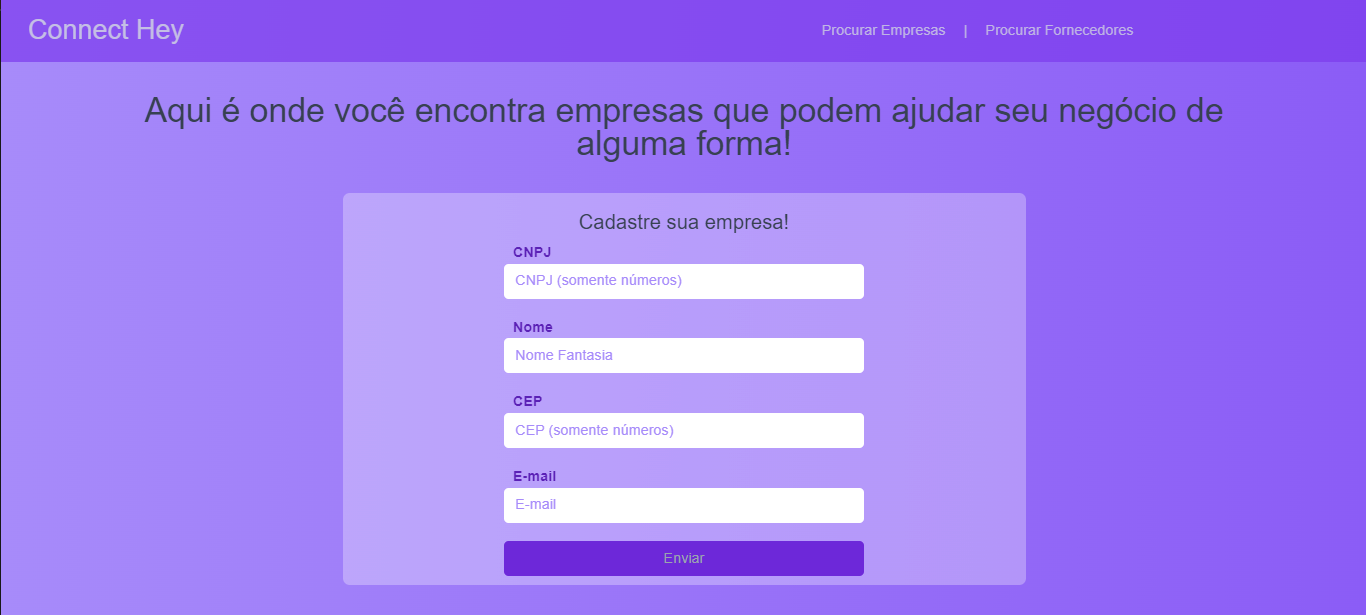 Connect Hey
Procurar Empresas | Procurar Fornecedores
Aqui é onde você encontra empresas que podem ajudar seu negócio de
alguma forma!
Cadastre sua empresa!
CNPJ
CNPJ (somente números)
Nome
Nome Fantasia
CEP
CEP (somente números)
E-mail
E-mail
Enviar